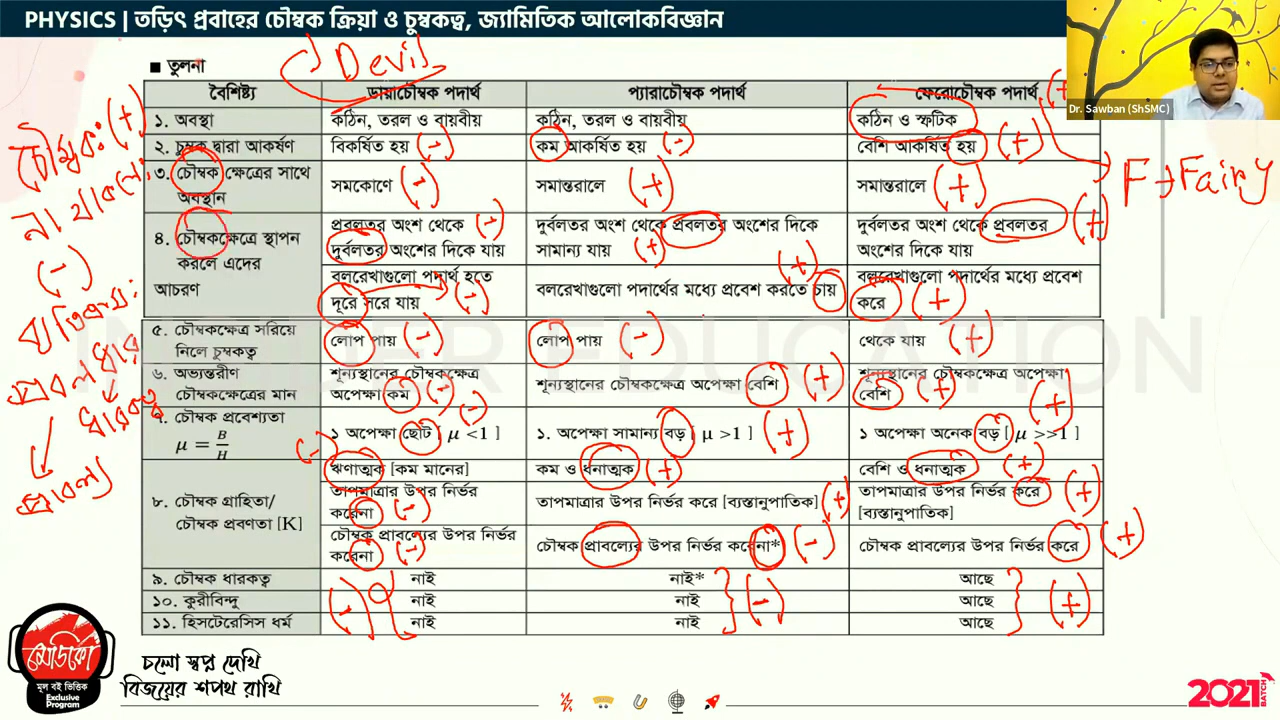 PHYSICS | তড়িৎ প্রবাহের চৌম্বক ক্রিয়া ও চুম্বকত্ব, জ্যামিতিক আলোকবিজ্ঞান
Dr. Sawban (ShSMC)
■ তুলনা
Devil
বৈশিষ্ট্য ডায়াচৌম্বক পদার্থ প্যারাচৌম্বক পদার্থ ফেরোচৌম্বক পদার্থ (+)
১. অবস্থা কঠিন, তরল ও বায়বীয় কঠিন, তরল ও বায়বীয় কঠিন ও স্ফটিক
২. চুম্বক দ্বারা আকর্ষণ বিকর্ষিত হয় (-) কম আকর্ষিত হয় (-) বেশি আকর্ষিত হয় (+)
৩. চৌম্বক ক্ষেত্রের সাথে
অবস্থান
সমকোণে (-) সমান্তরালে (+) সমান্তরালে (+)
F → Fairy
৪. চৌম্বকক্ষেত্রে স্থাপন
করলে এদের
আচরণ
প্রবলতর অংশ থেকে (-)
দুর্বলতর অংশের দিকে যায়
দুর্বলতর অংশ থেকে প্রবলতর অংশের দিকে
সামান্য যায় (+)
দুর্বলতর অংশ থেকে প্রবলতর (+)
অংশের দিকে যায়
বলরেখাগুলো পদার্থ হতে
দূরে সরে যায় (-)
বলরেখাগুলো পদার্থের মধ্যে প্রবেশ করতে চায় (+)
বলরেখাগুলো পদার্থের মধ্যে প্রবেশ
করে (+)
৫. চৌম্বকক্ষেত্র সরিয়ে
নিলে চুম্বকত্ব
লোপ পায় (-) লোপ পায় (-) থেকে যায় (+)
৬. অভ্যন্তরীণ
চৌম্বকক্ষেত্রের মান
শূন্যস্থানের চৌম্বকক্ষেত্র
অপেক্ষা কম (-)
শূন্যস্থানের চৌম্বকক্ষেত্র অপেক্ষা বেশি (+)
শূন্যস্থানের চৌম্বকক্ষেত্র অপেক্ষা
বেশি (+)
৭. চৌম্বক প্রবেশ্যতা
μ = B/H
১ অপেক্ষা ছোট [ μ <1 ] (-) ১. অপেক্ষা সামান্য বড় [ μ >1 ] (+) ১ অপেক্ষা অনেক বড় [ μ >>1 ] (+)
৮. চৌম্বক গ্রাহিতা/
চৌম্বক প্রবণতা [K]
(-) ঋণাত্মক [কম মানের] কম ও ধনাত্মক (+) বেশি ও ধনাত্মক (+)
তাপমাত্রার উপর নির্ভর
করেনা (-)
তাপমাত্রার উপর নির্ভর করে [ব্যস্তানুপাতিক] (+)
তাপমাত্রার উপর নির্ভর করে (+)
[ব্যস্তানুপাতিক]
চৌম্বক প্রাবল্যের উপর নির্ভর
করেনা (-)
চৌম্বক প্রাবল্যের উপর নির্ভর করেনা* (-)
চৌম্বক প্রাবল্যের উপর নির্ভর করে (+)
৯. চৌম্বক ধারকত্ব নাই নাই* আছে
১০. কুরীবিন্দু (-) নাই নাই (-) আছে (+)
১১. হিসটেরেসিস ধর্ম নাই নাই আছে
চৌম্বক: (+)
না থাকলে:
(-)
ব্যতিক্রম:
প্রবল ধার
ধারকত্ব
প্রাবল্য
মেডিকো
মূল বই ভিত্তিক
Exclusive
Program
চলো স্বপ্ন দেখি
বিজয়ের শপথ রাখি
2021 BATCH